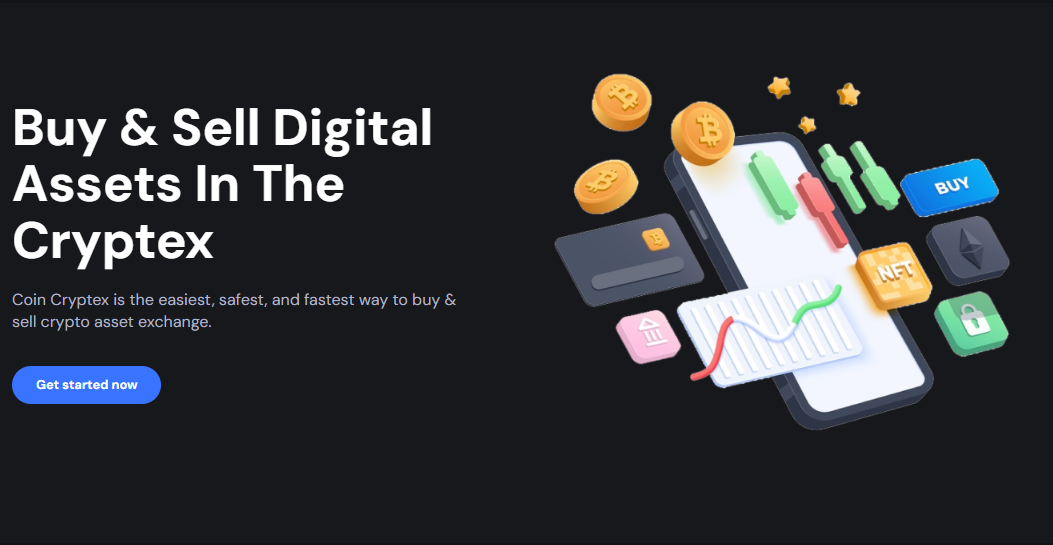 Buy & Sell Digital
Assets In The
Cryptex
Coin Cryptex is the easiest, safest, and fastest way to buy &
sell crypto asset exchange.
Get started now
BUY
NFT